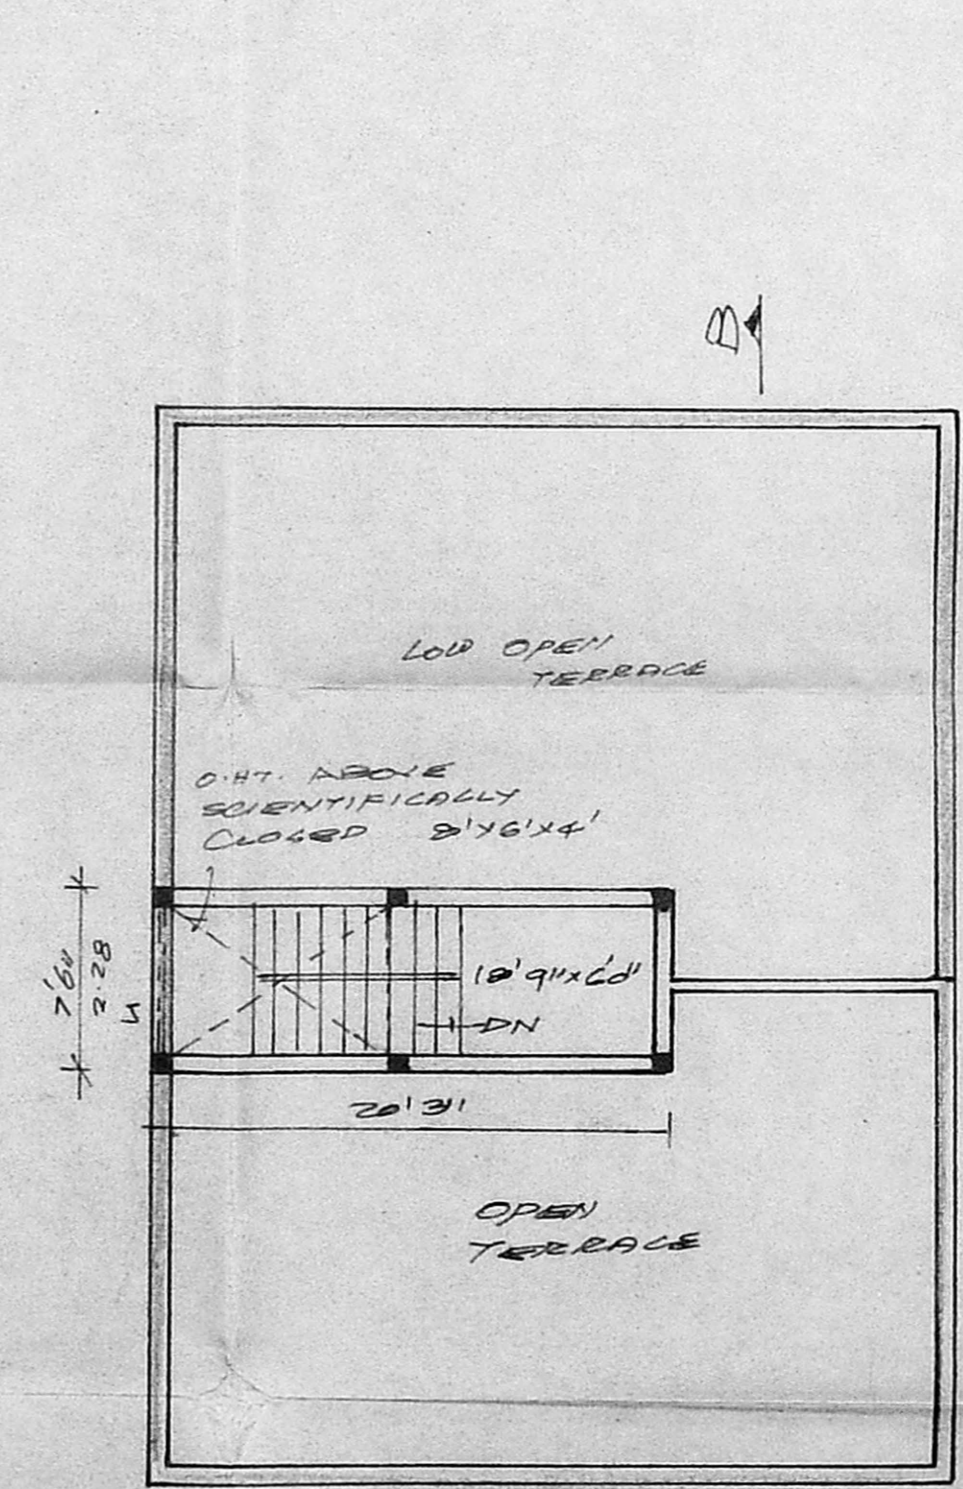 B
LOW OPEN
TERRACE
O.HT. ABOVE
SCIENTIFICALLY
CLOSED 8'X6'X4'
7'6"
2.28
18'9"x6'0"
DN
20'3"
OPEN
TERRACE